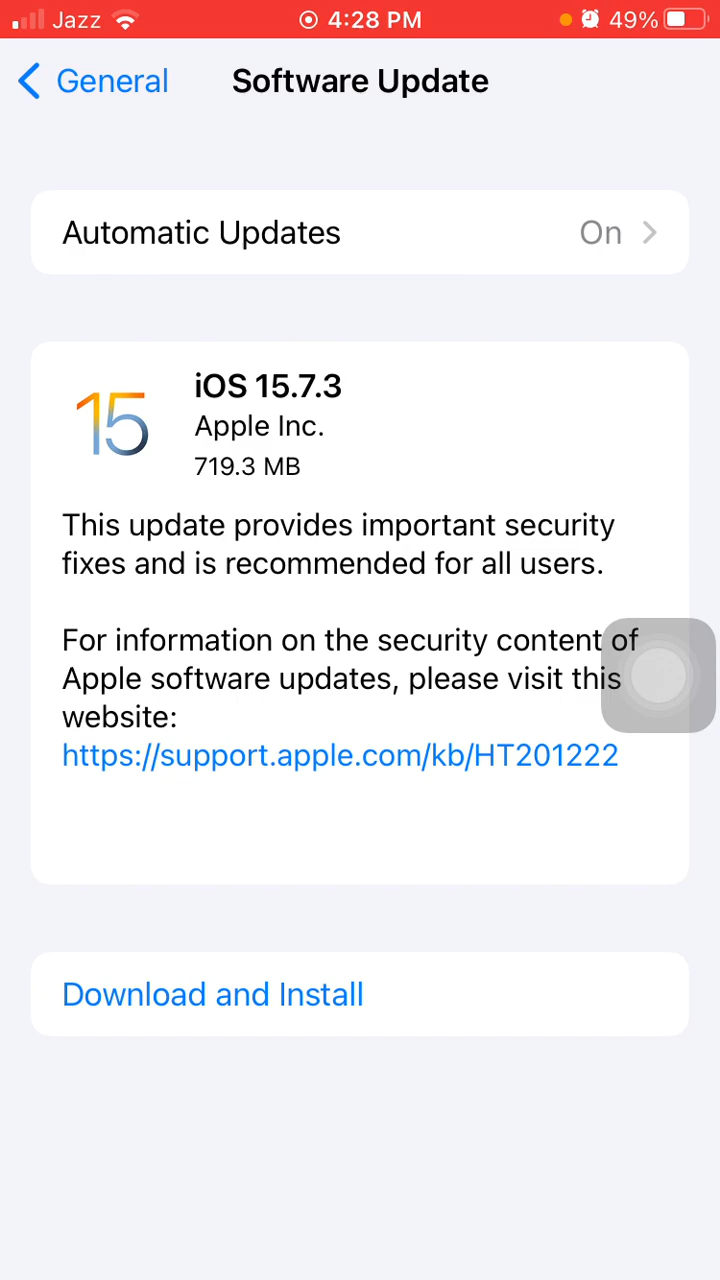 Jazz 4:28 PM 49%
General Software Update
Automatic Updates On
15
iOS 15.7.3
Apple Inc.
719.3 MB
This update provides important security
fixes and is recommended for all users.
For information on the security content of
Apple software updates, please visit this
website:
https://support.apple.com/kb/HT201222
Download and Install